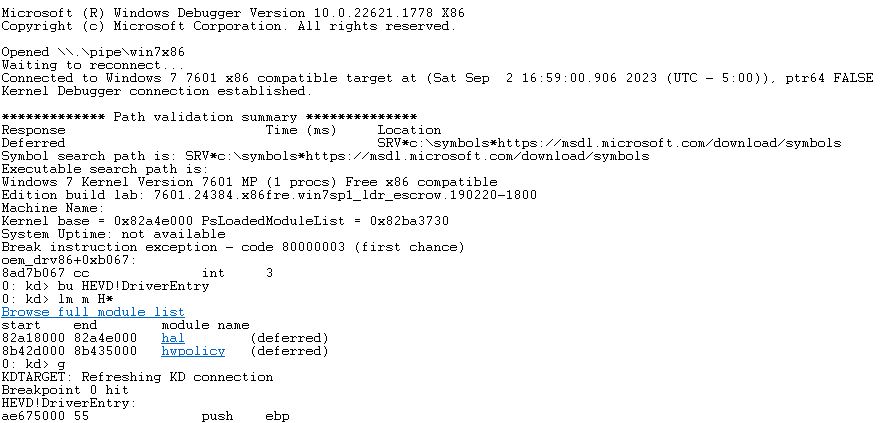 Microsoft (R) Windows Debugger Version 10.0.22621.1778 X86
Copyright (c) Microsoft Corporation. All rights reserved.
Opened \\.\pipe\win7x86
Waiting to reconnect...
Connected to Windows 7 7601 x86 compatible target at (Sat Sep  2 16:59:00.906 2023 (UTC - 5:00)), ptr64 FALSE
Kernel Debugger connection established.
************* Path validation summary **************
Response                         Time (ms)     Location
Deferred                                       SRV*c:\symbols*https://msdl.microsoft.com/download/symbols
Symbol search path is: SRV*c:\symbols*https://msdl.microsoft.com/download/symbols
Executable search path is:
Windows 7 Kernel Version 7601 MP (1 procs) Free x86 compatible
Edition build lab: 7601.24384.x86fre.win7sp1_ldr_escrow.190220-1800
Machine Name:
Kernel base = 0x82a4e000 PsLoadedModuleList = 0x82ba3730
System Uptime: not available
Break instruction exception - code 80000003 (first chance)
oem_drv86+0xb067:
8ad7b067 cc              int     3
0: kd> bu HEVD!DriverEntry
0: kd> lm m H*
Browse full module list
start    end        module name
82a18000 82a4e000   hal        (deferred)
8b42d000 8b435000   hwpolicy   (deferred)
0: kd> g
KDTARGET: Refreshing KD connection
Breakpoint 0 hit
HEVD!DriverEntry:
ae675000 55              push    ebp